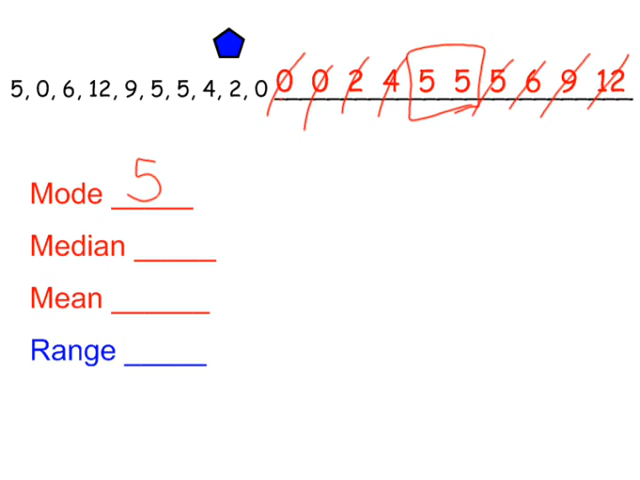 5, 0, 6, 12, 9, 5, 5, 4, 2, 0 0 0 2 4 5 5 5 6 9 12
Mode 5
Median
Mean
Range